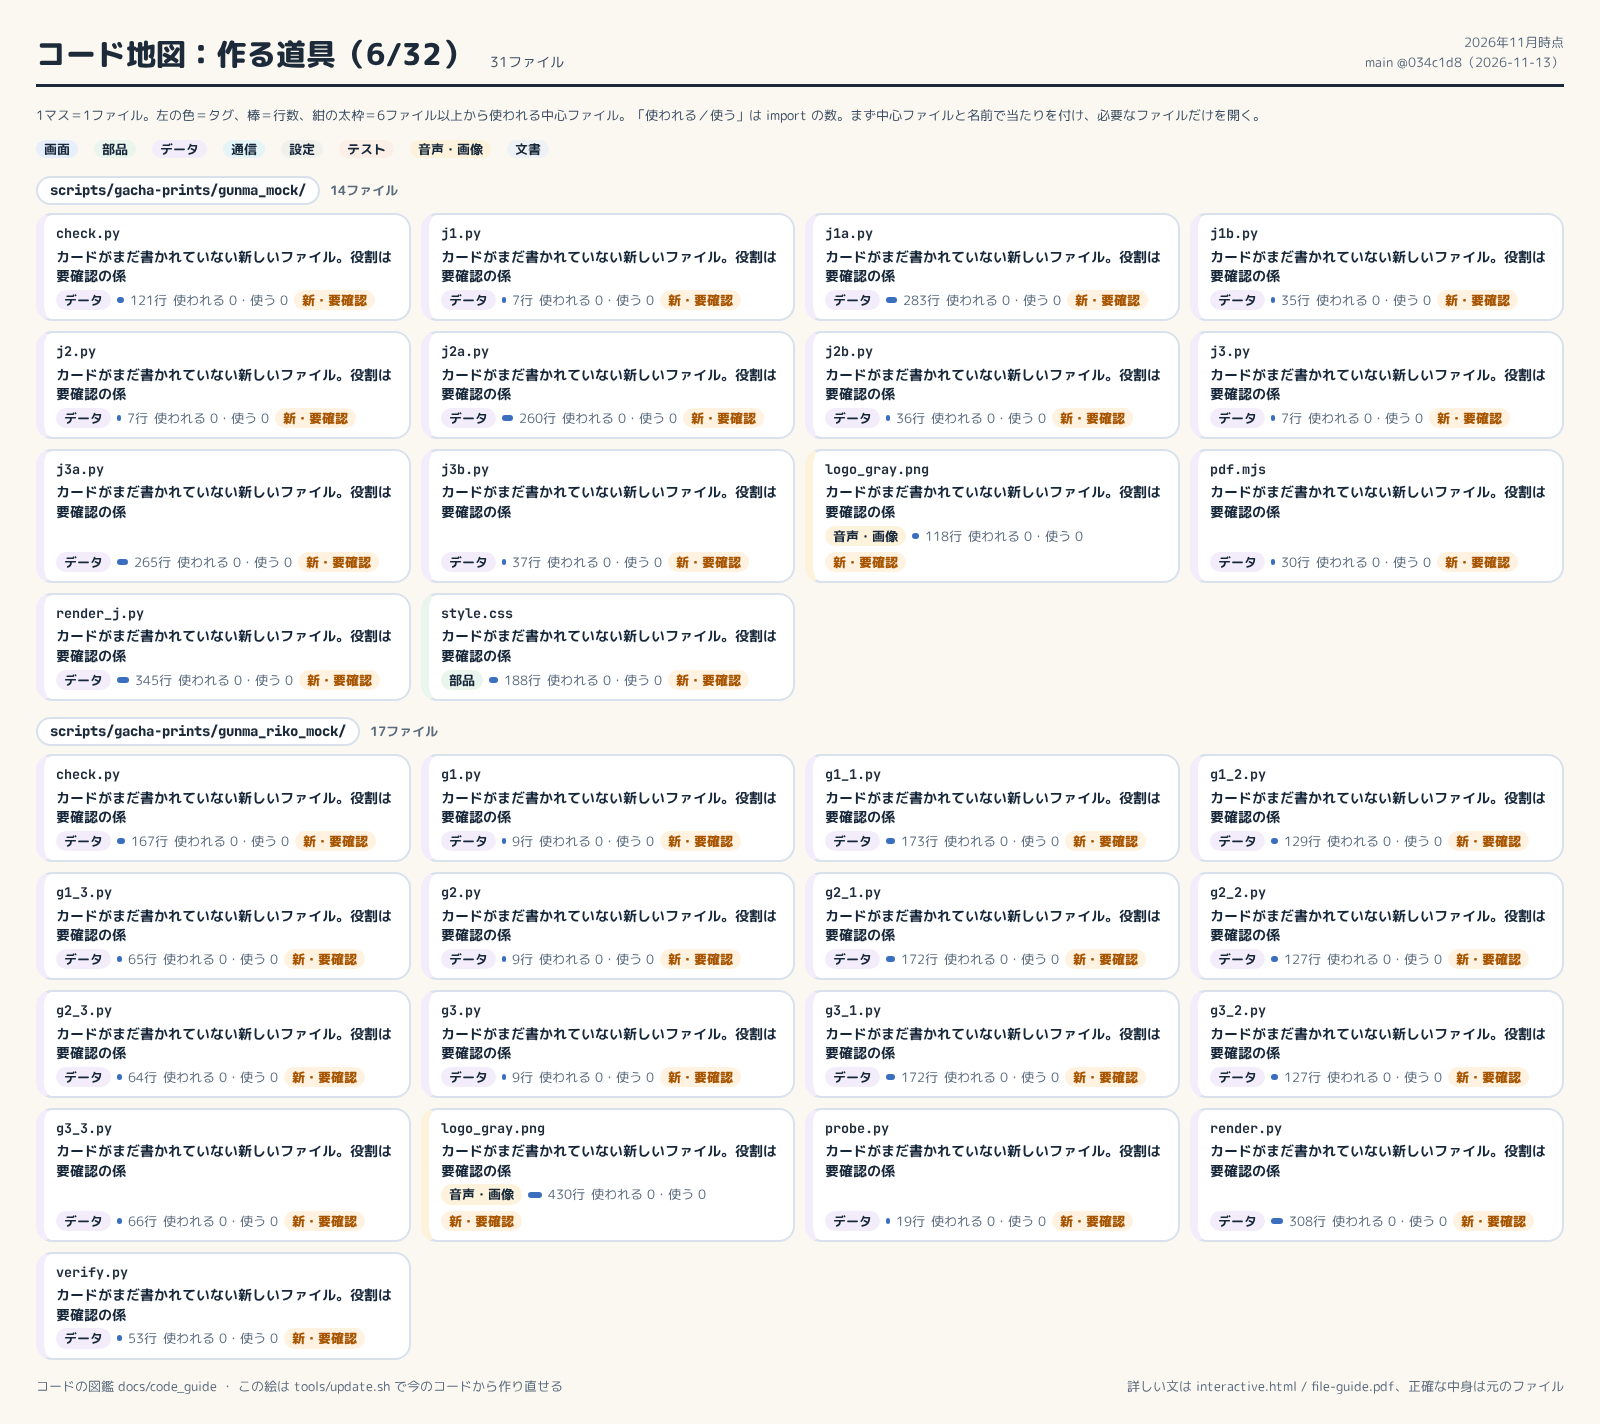 コード地図：作る道具（6/32） 31ファイル
2026年11月時点
main @034c1d8（2026-11-13）
1マス＝1ファイル。左の色＝タグ、棒＝行数、紺の太枠＝6ファイル以上から使われる中心ファイル。「使われる／使う」は import の数。まず中心ファイルと名前で当たりを付け、必要なファイルだけを開く。
画面 部品 データ 通信 設定 テスト 音声・画像 文書
scripts/gacha-prints/gunma_mock/ 14ファイル
check.py
カードがまだ書かれていない新しいファイル。役割は
要確認の係
データ 121行 使われる 0 · 使う 0 新・要確認
j1.py
カードがまだ書かれていない新しいファイル。役割は
要確認の係
データ 7行 使われる 0 · 使う 0 新・要確認
j1a.py
カードがまだ書かれていない新しいファイル。役割は
要確認の係
データ 283行 使われる 0 · 使う 0 新・要確認
j1b.py
カードがまだ書かれていない新しいファイル。役割は
要確認の係
データ 35行 使われる 0 · 使う 0 新・要確認
j2.py
カードがまだ書かれていない新しいファイル。役割は
要確認の係
データ 7行 使われる 0 · 使う 0 新・要確認
j2a.py
カードがまだ書かれていない新しいファイル。役割は
要確認の係
データ 260行 使われる 0 · 使う 0 新・要確認
j2b.py
カードがまだ書かれていない新しいファイル。役割は
要確認の係
データ 36行 使われる 0 · 使う 0 新・要確認
j3.py
カードがまだ書かれていない新しいファイル。役割は
要確認の係
データ 7行 使われる 0 · 使う 0 新・要確認
j3a.py
カードがまだ書かれていない新しいファイル。役割は
要確認の係
データ 265行 使われる 0 · 使う 0 新・要確認
j3b.py
カードがまだ書かれていない新しいファイル。役割は
要確認の係
データ 37行 使われる 0 · 使う 0 新・要確認
logo_gray.png
カードがまだ書かれていない新しいファイル。役割は
要確認の係
音声・画像 118行 使われる 0 · 使う 0
新・要確認
pdf.mjs
カードがまだ書かれていない新しいファイル。役割は
要確認の係
データ 30行 使われる 0 · 使う 0 新・要確認
render_j.py
カードがまだ書かれていない新しいファイル。役割は
要確認の係
データ 345行 使われる 0 · 使う 0 新・要確認
style.css
カードがまだ書かれていない新しいファイル。役割は
要確認の係
部品 188行 使われる 0 · 使う 0 新・要確認
scripts/gacha-prints/gunma_riko_mock/ 17ファイル
check.py
カードがまだ書かれていない新しいファイル。役割は
要確認の係
データ 167行 使われる 0 · 使う 0 新・要確認
g1.py
カードがまだ書かれていない新しいファイル。役割は
要確認の係
データ 9行 使われる 0 · 使う 0 新・要確認
g1_1.py
カードがまだ書かれていない新しいファイル。役割は
要確認の係
データ 173行 使われる 0 · 使う 0 新・要確認
g1_2.py
カードがまだ書かれていない新しいファイル。役割は
要確認の係
データ 129行 使われる 0 · 使う 0 新・要確認
g1_3.py
カードがまだ書かれていない新しいファイル。役割は
要確認の係
データ 65行 使われる 0 · 使う 0 新・要確認
g2.py
カードがまだ書かれていない新しいファイル。役割は
要確認の係
データ 9行 使われる 0 · 使う 0 新・要確認
g2_1.py
カードがまだ書かれていない新しいファイル。役割は
要確認の係
データ 172行 使われる 0 · 使う 0 新・要確認
g2_2.py
カードがまだ書かれていない新しいファイル。役割は
要確認の係
データ 127行 使われる 0 · 使う 0 新・要確認
g2_3.py
カードがまだ書かれていない新しいファイル。役割は
要確認の係
データ 64行 使われる 0 · 使う 0 新・要確認
g3.py
カードがまだ書かれていない新しいファイル。役割は
要確認の係
データ 9行 使われる 0 · 使う 0 新・要確認
g3_1.py
カードがまだ書かれていない新しいファイル。役割は
要確認の係
データ 172行 使われる 0 · 使う 0 新・要確認
g3_2.py
カードがまだ書かれていない新しいファイル。役割は
要確認の係
データ 127行 使われる 0 · 使う 0 新・要確認
g3_3.py
カードがまだ書かれていない新しいファイル。役割は
要確認の係
データ 66行 使われる 0 · 使う 0 新・要確認
logo_gray.png
カードがまだ書かれていない新しいファイル。役割は
要確認の係
音声・画像 430行 使われる 0 · 使う 0
新・要確認
probe.py
カードがまだ書かれていない新しいファイル。役割は
要確認の係
データ 19行 使われる 0 · 使う 0 新・要確認
render.py
カードがまだ書かれていない新しいファイル。役割は
要確認の係
データ 308行 使われる 0 · 使う 0 新・要確認
verify.py
カードがまだ書かれていない新しいファイル。役割は
要確認の係
データ 53行 使われる 0 · 使う 0 新・要確認
コードの図鑑 docs/code_guide · この絵は tools/update.sh で今のコードから作り直せる
詳しい文は interactive.html / file-guide.pdf、正確な中身は元のファイル